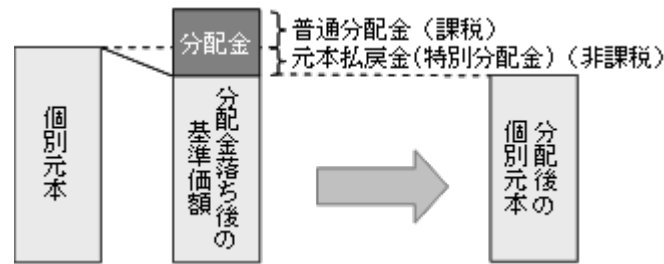 分配金
普通分配金（課税）
元本払戻金(特別分配金)（非課税）
個別元本
分配金落ち後の
基準価額
分配後の
個別元本